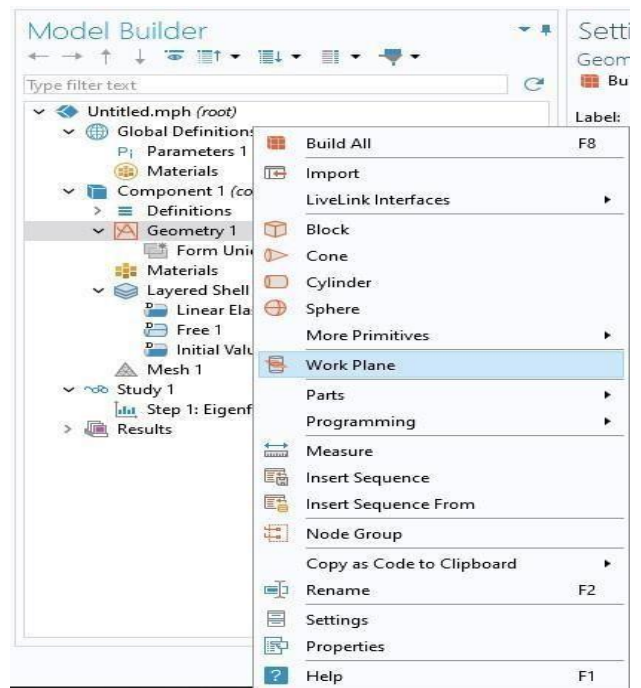 Model Builder
Type filter text
Untitled.mph (root)
Global Definition
Pi Parameters 1
Materials
Component 1 (co
Definitions
Geometry 1
Form Uni
Materials
Layered Shell
Linear Ela
Free 1
Initial Valu
Mesh 1
Study 1
Step 1: Eigenf
Results
Build All F8
Import
LiveLink Interfaces
Block
Cone
Cylinder
Sphere
More Primitives
Work Plane
Parts
Programming
Measure
Insert Sequence
Insert Sequence From
Node Group
Copy as Code to Clipboard
Rename F2
Settings
Properties
Help F1
Setti
Geom
Bu
Label: